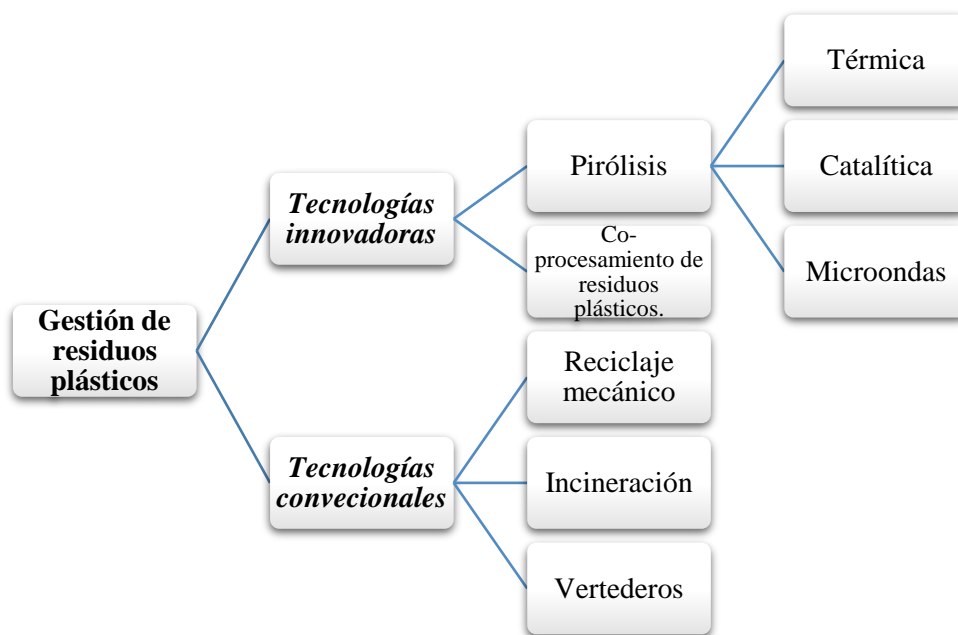 Térmica
Pirólisis
Catalítica
Tecnologías
innovadoras
Co-
procesamiento de
residuos
plásticos.
Microondas
Gestión de
residuos
plásticos
Reciclaje
mecánico
Tecnologías
convecionales
Incineración
Vertederos